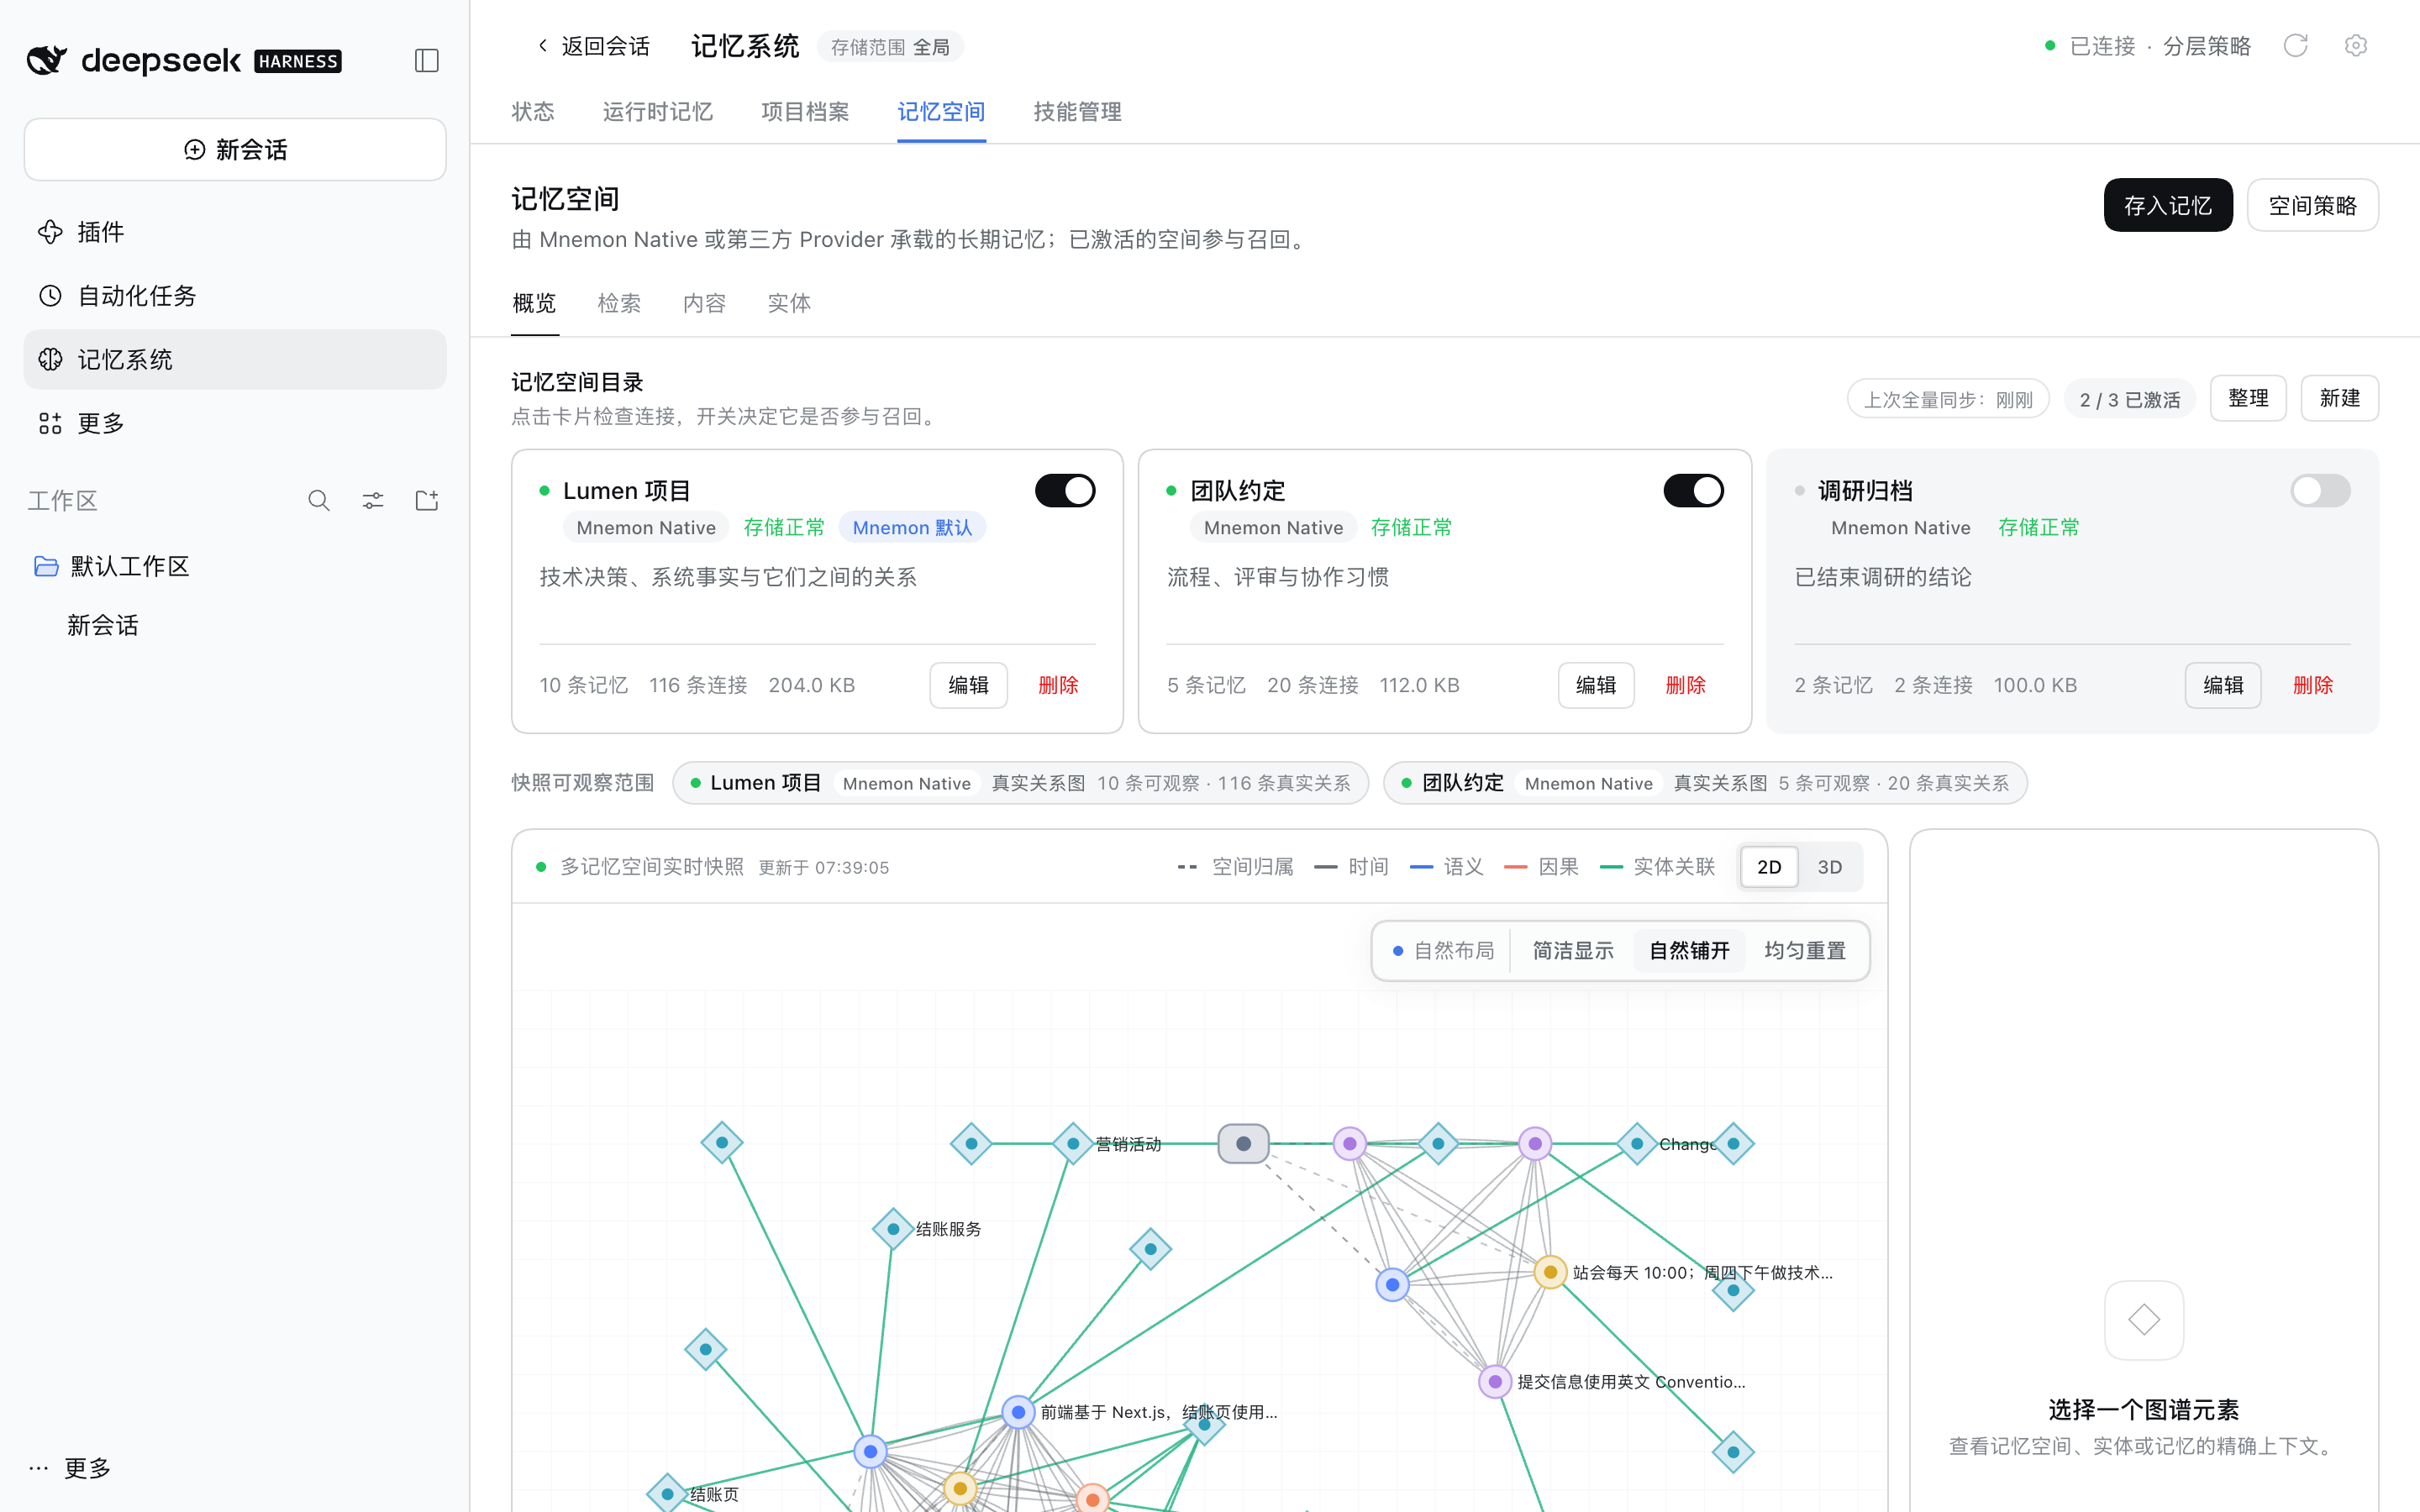 deepseek HARNESS
新会话
插件
自动化任务
记忆系统
更多
工作区
默认工作区
新会话
更多
返回会话
记忆系统
存储范围 全局
已连接 · 分层策略
状态 运行时记忆 项目档案 记忆空间 技能管理
记忆空间
由 Mnemon Native 或第三方 Provider 承载的长期记忆；已激活的空间参与召回。
存入记忆
空间策略
概览 检索 内容 实体
记忆空间目录
点击卡片检查连接，开关决定它是否参与召回。
上次全量同步：刚刚
2 / 3 已激活
整理
新建
Lumen 项目
Mnemon Native 存储正常 Mnemon 默认
技术决策、系统事实与它们之间的关系
10 条记忆 116 条连接 204.0 KB 编辑 删除
团队约定
Mnemon Native 存储正常
流程、评审与协作习惯
5 条记忆 20 条连接 112.0 KB 编辑 删除
调研归档
Mnemon Native 存储正常
已结束调研的结论
2 条记忆 2 条连接 100.0 KB 编辑 删除
快照可观察范围
Lumen 项目 Mnemon Native 真实关系图 10 条可观察 · 116 条真实关系
团队约定 Mnemon Native 真实关系图 5 条可观察 · 20 条真实关系
多记忆空间实时快照 更新于 07:39:05
空间归属 时间 语义 因果 实体关联
2D 3D
自然布局 简洁显示 自然铺开 均匀重置
营销活动
Change
结账服务
站会每天 10:00；周四下午做技术...
提交信息使用英文 Conventio...
前端基于 Next.js，结账页使用...
结账页
选择一个图谱元素
查看记忆空间、实体或记忆的精确上下文。